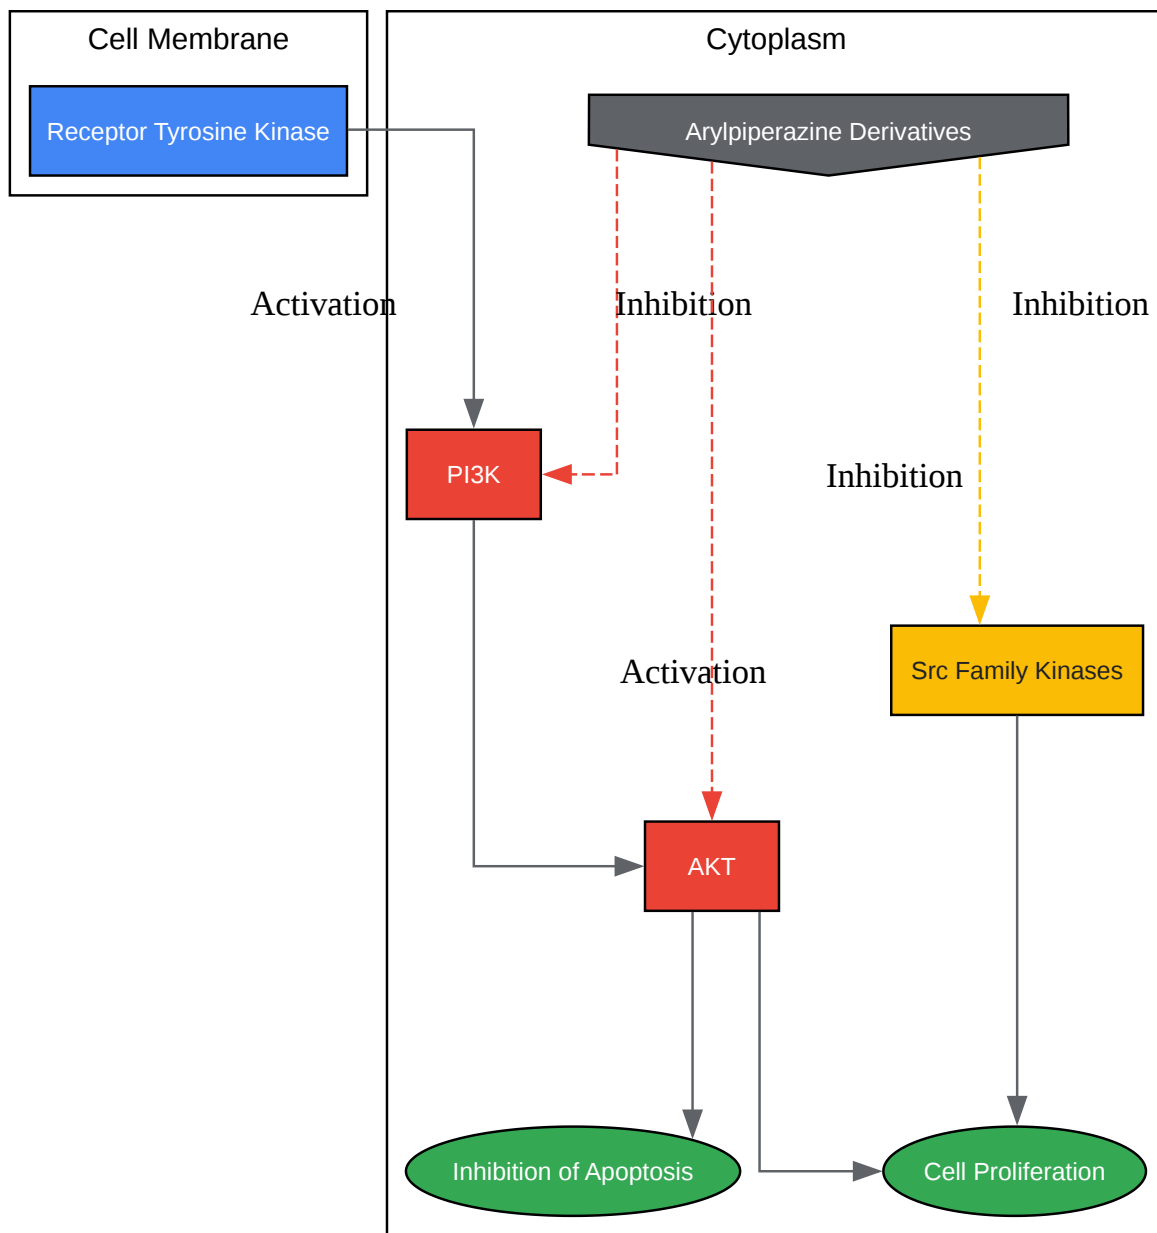 Cell Membrane
Cytoplasm
Receptor Tyrosine Kinase
Arylpiperazine Derivatives
Activation
Inhibition
Inhibition
PI3K
Inhibition
Activation
Src Family Kinases
AKT
Inhibition of Apoptosis
Cell Proliferation